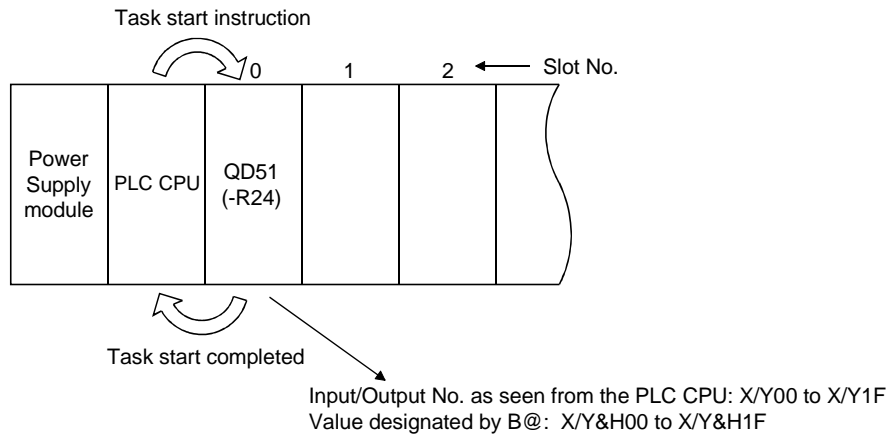 Task start instruction
0 1 2 Slot No.
Power
Supply
module
PLC CPU
QD51
(-R24)
Task start completed
Input/Output No. as seen from the PLC CPU: X/Y00 to X/Y1F
Value designated by B@: X/Y&H00 to X/Y&H1F